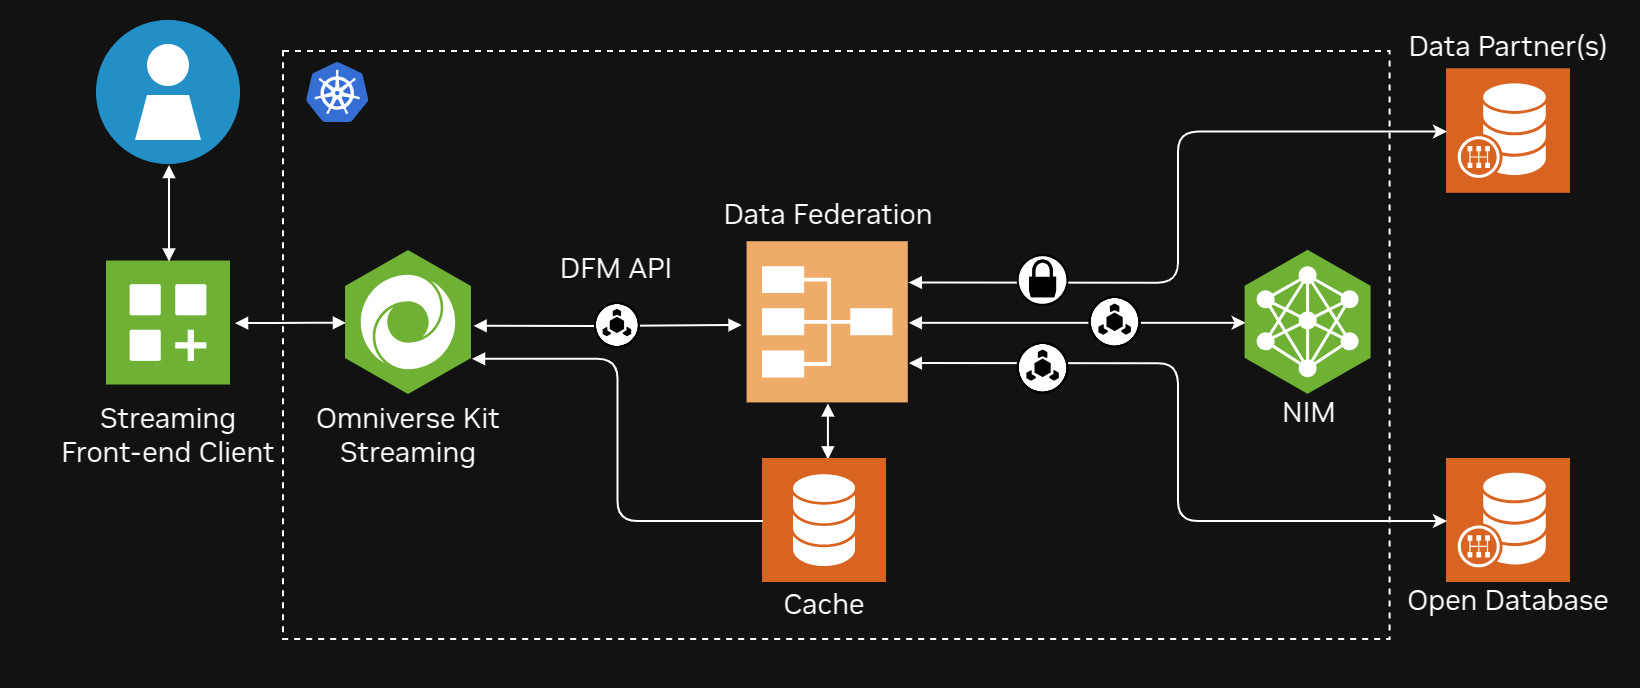 Data Partner(s)
Data Federation
DFM API
Streaming
Front-end Client
Omniverse Kit
Streaming
NIM
Cache
Open Database